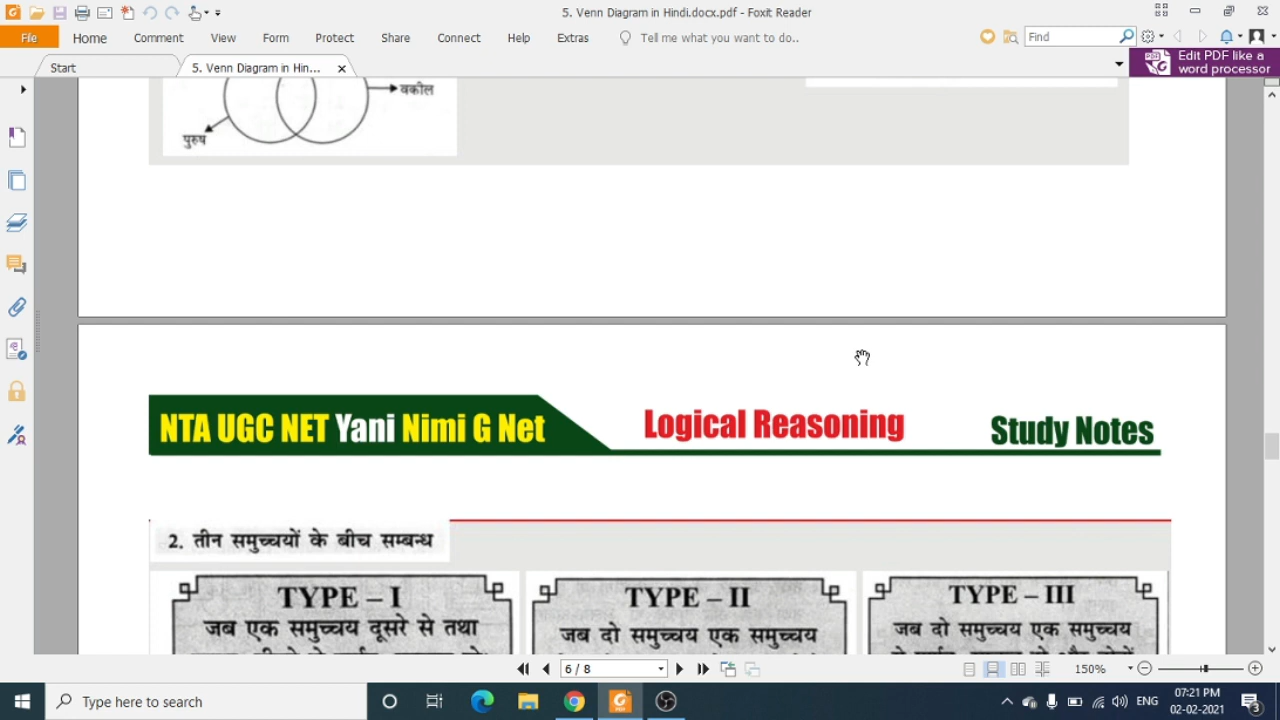 5. Venn Diagram in Hindi.docx.pdf - Foxit Reader
File Home Comment View Form Protect Share Connect Help Extras Tell me what you want to do.. Find
Edit PDF like a
word processor
Start 5. Venn Diagram in Hin...
वकील
पुरुष
NTA UGC NET Yani Nimi G Net Logical Reasoning Study Notes
2. तीन समुच्चयों के बीच सम्बन्ध
TYPE – I TYPE – II TYPE – III
जब एक समुच्चय दूसरे से तथा जब दो समुच्चय एक समुच्चय जब दो समुच्चय एक समुच्चय
6 / 8 150%
Type here to search ENG 07:21 PM
02-02-2021 3